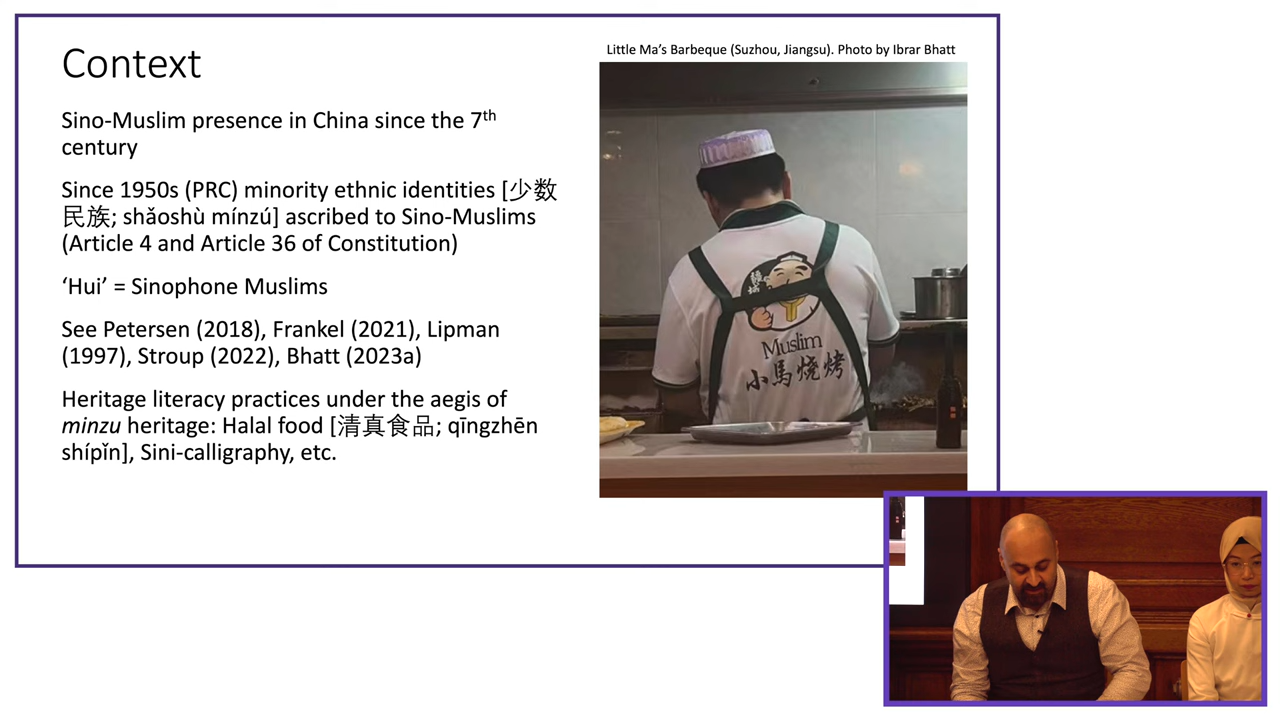 Context
Sino-Muslim presence in China since the 7th
century
Since 1950s (PRC) minority ethnic identities [少数
民族; shǎoshù mínzú] ascribed to Sino-Muslims
(Article 4 and Article 36 of Constitution)
‘Hui’ = Sinophone Muslims
See Petersen (2018), Frankel (2021), Lipman
(1997), Stroup (2022), Bhatt (2023a)
Heritage literacy practices under the aegis of
minzu heritage: Halal food [清真食品; qīngzhēn
shípǐn], Sini-calligraphy, etc.
Little Ma’s Barbeque (Suzhou, Jiangsu). Photo by Ibrar Bhatt
Muslim
小馬燒烤